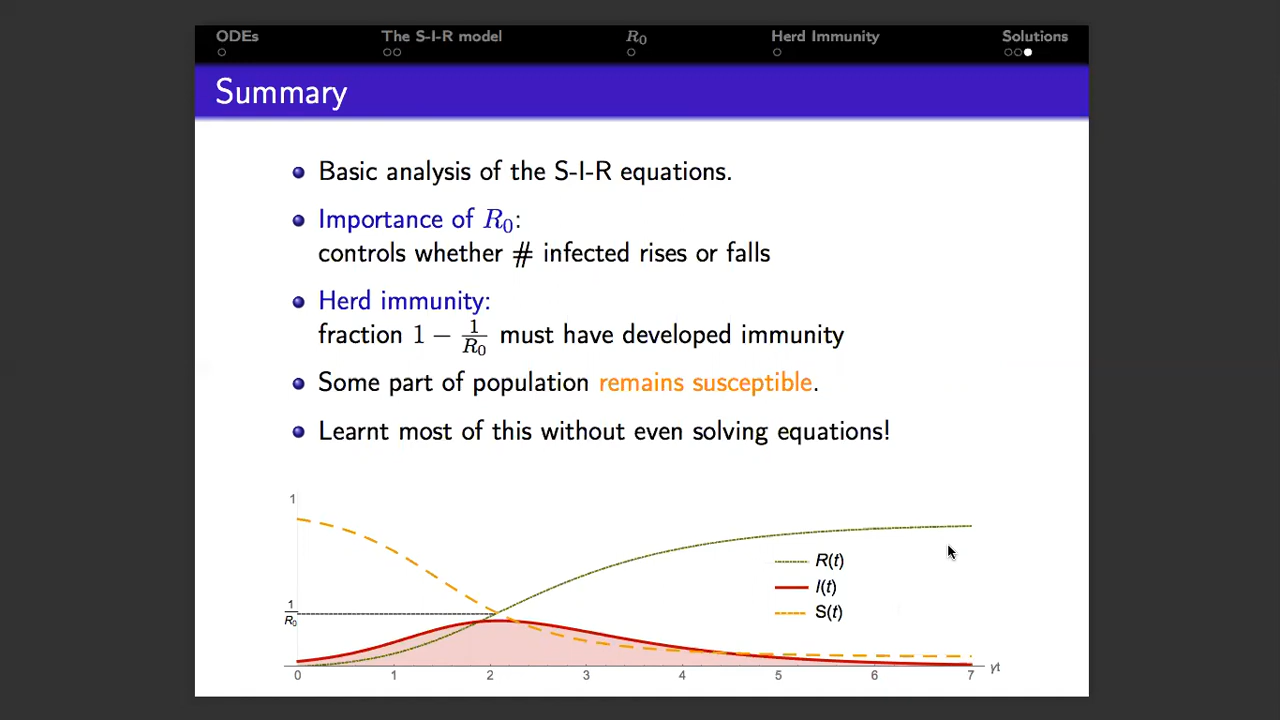 ODEs The S-I-R model R₀ Herd Immunity Solutions
Summary
Basic analysis of the S-I-R equations.
Importance of R₀:
controls whether # infected rises or falls
Herd immunity:
fraction 1 − 1/R₀ must have developed immunity
Some part of population remains susceptible.
Learnt most of this without even solving equations!
1
R(t)
I(t)
1/R₀
S(t)
0 1 2 3 4 5 6 7 γt